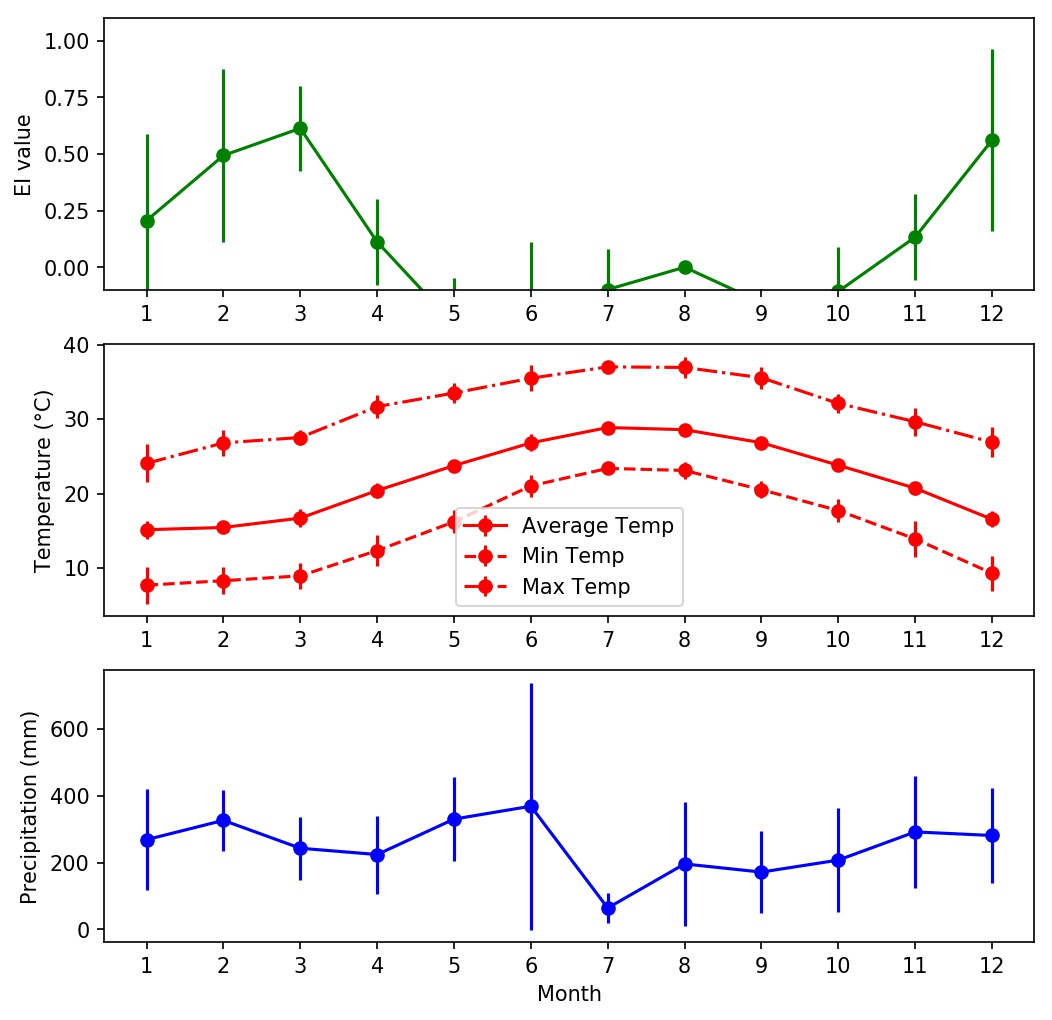 EI value
1.00
0.75
0.50
0.25
0.00
1 2 3 4 5 6 7 8 9 10 11 12
Temperature (°C)
40
30
20
10
Average Temp
Min Temp
Max Temp
1 2 3 4 5 6 7 8 9 10 11 12
Precipitation (mm)
600
400
200
0
1 2 3 4 5 6 7 8 9 10 11 12
Month